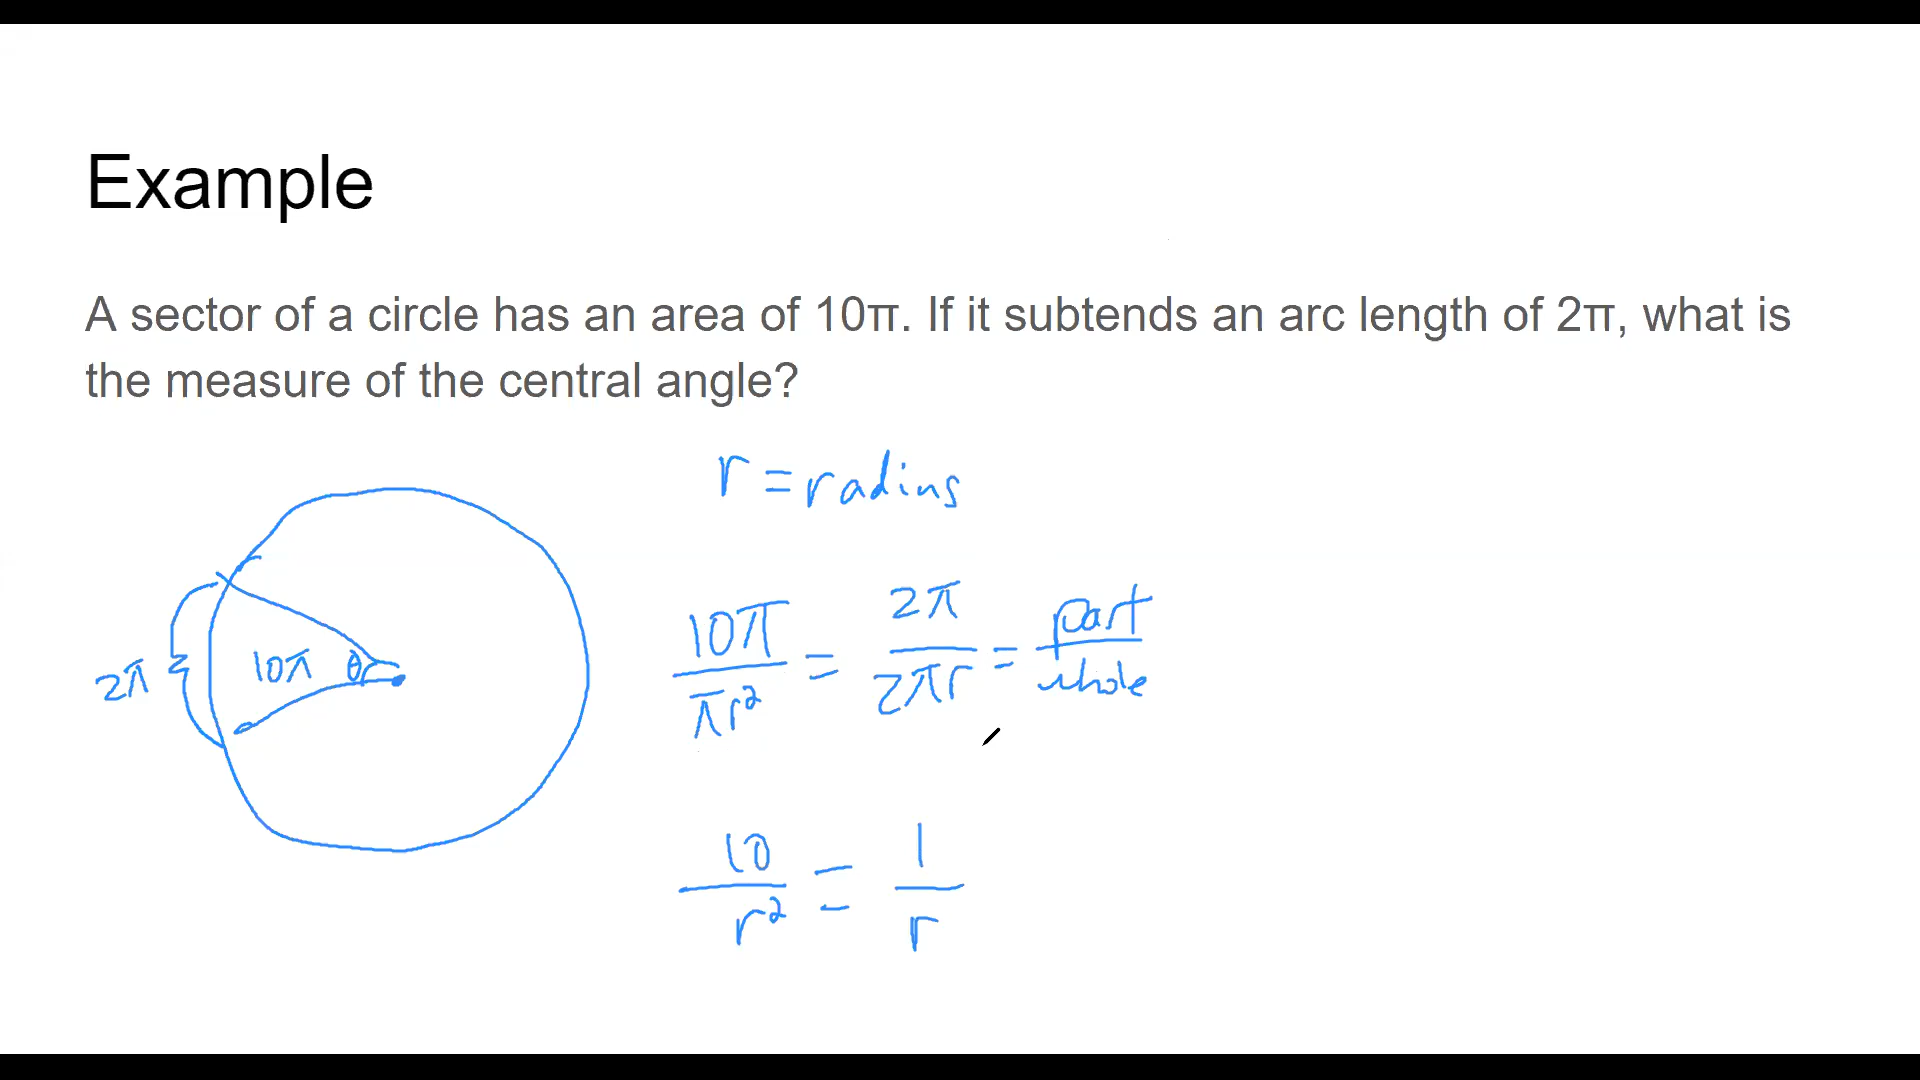 Example
A sector of a circle has an area of 10π. If it subtends an arc length of 2π, what is
the measure of the central angle?
r = radius
2π
10π θ
10π/πr² = 2π/2πr = part/whole
10/r² = 1/r